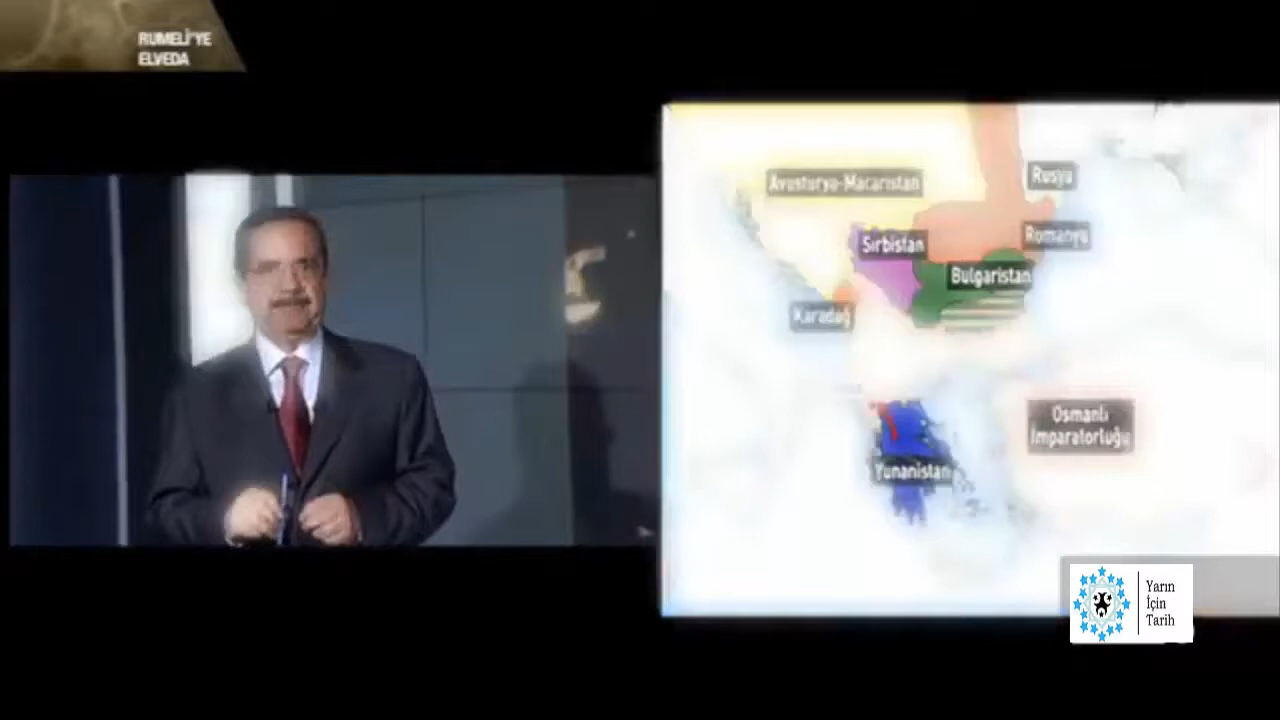 RUMELİ'YE
ELVEDA
Avusturya-Macaristan
Rusya
Sırbistan
Romanya
Bulgaristan
Karadağ
Osmanlı
İmparatorluğu
Yunanistan
Yarın
İçin
Tarih